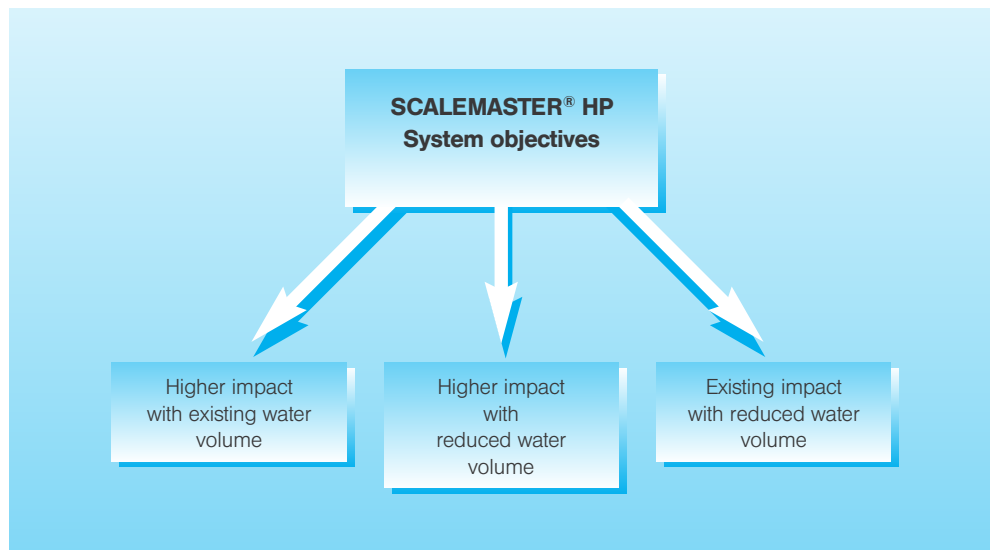 SCALEMASTER® HP
System objectives
Higher impact
with existing water
volume
Higher impact
with
reduced water
volume
Existing impact
with reduced water
volume